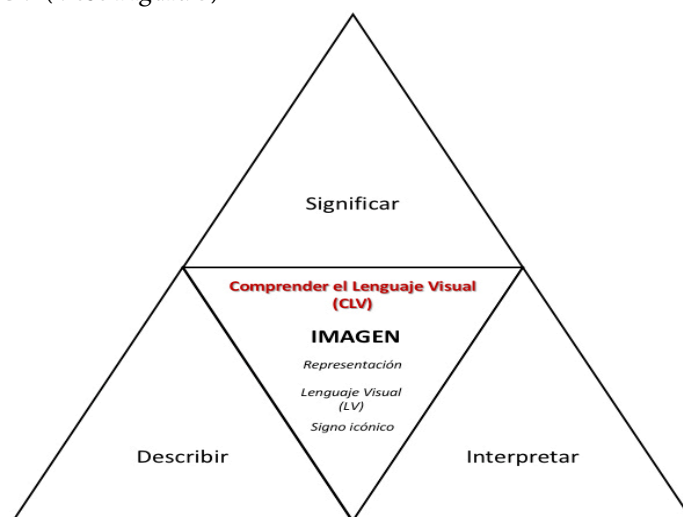 Significar
Comprender el Lenguaje Visual
(CLV)
IMAGEN
Representación
Lenguaje Visual
(LV)
Signo icónico
Describir
Interpretar